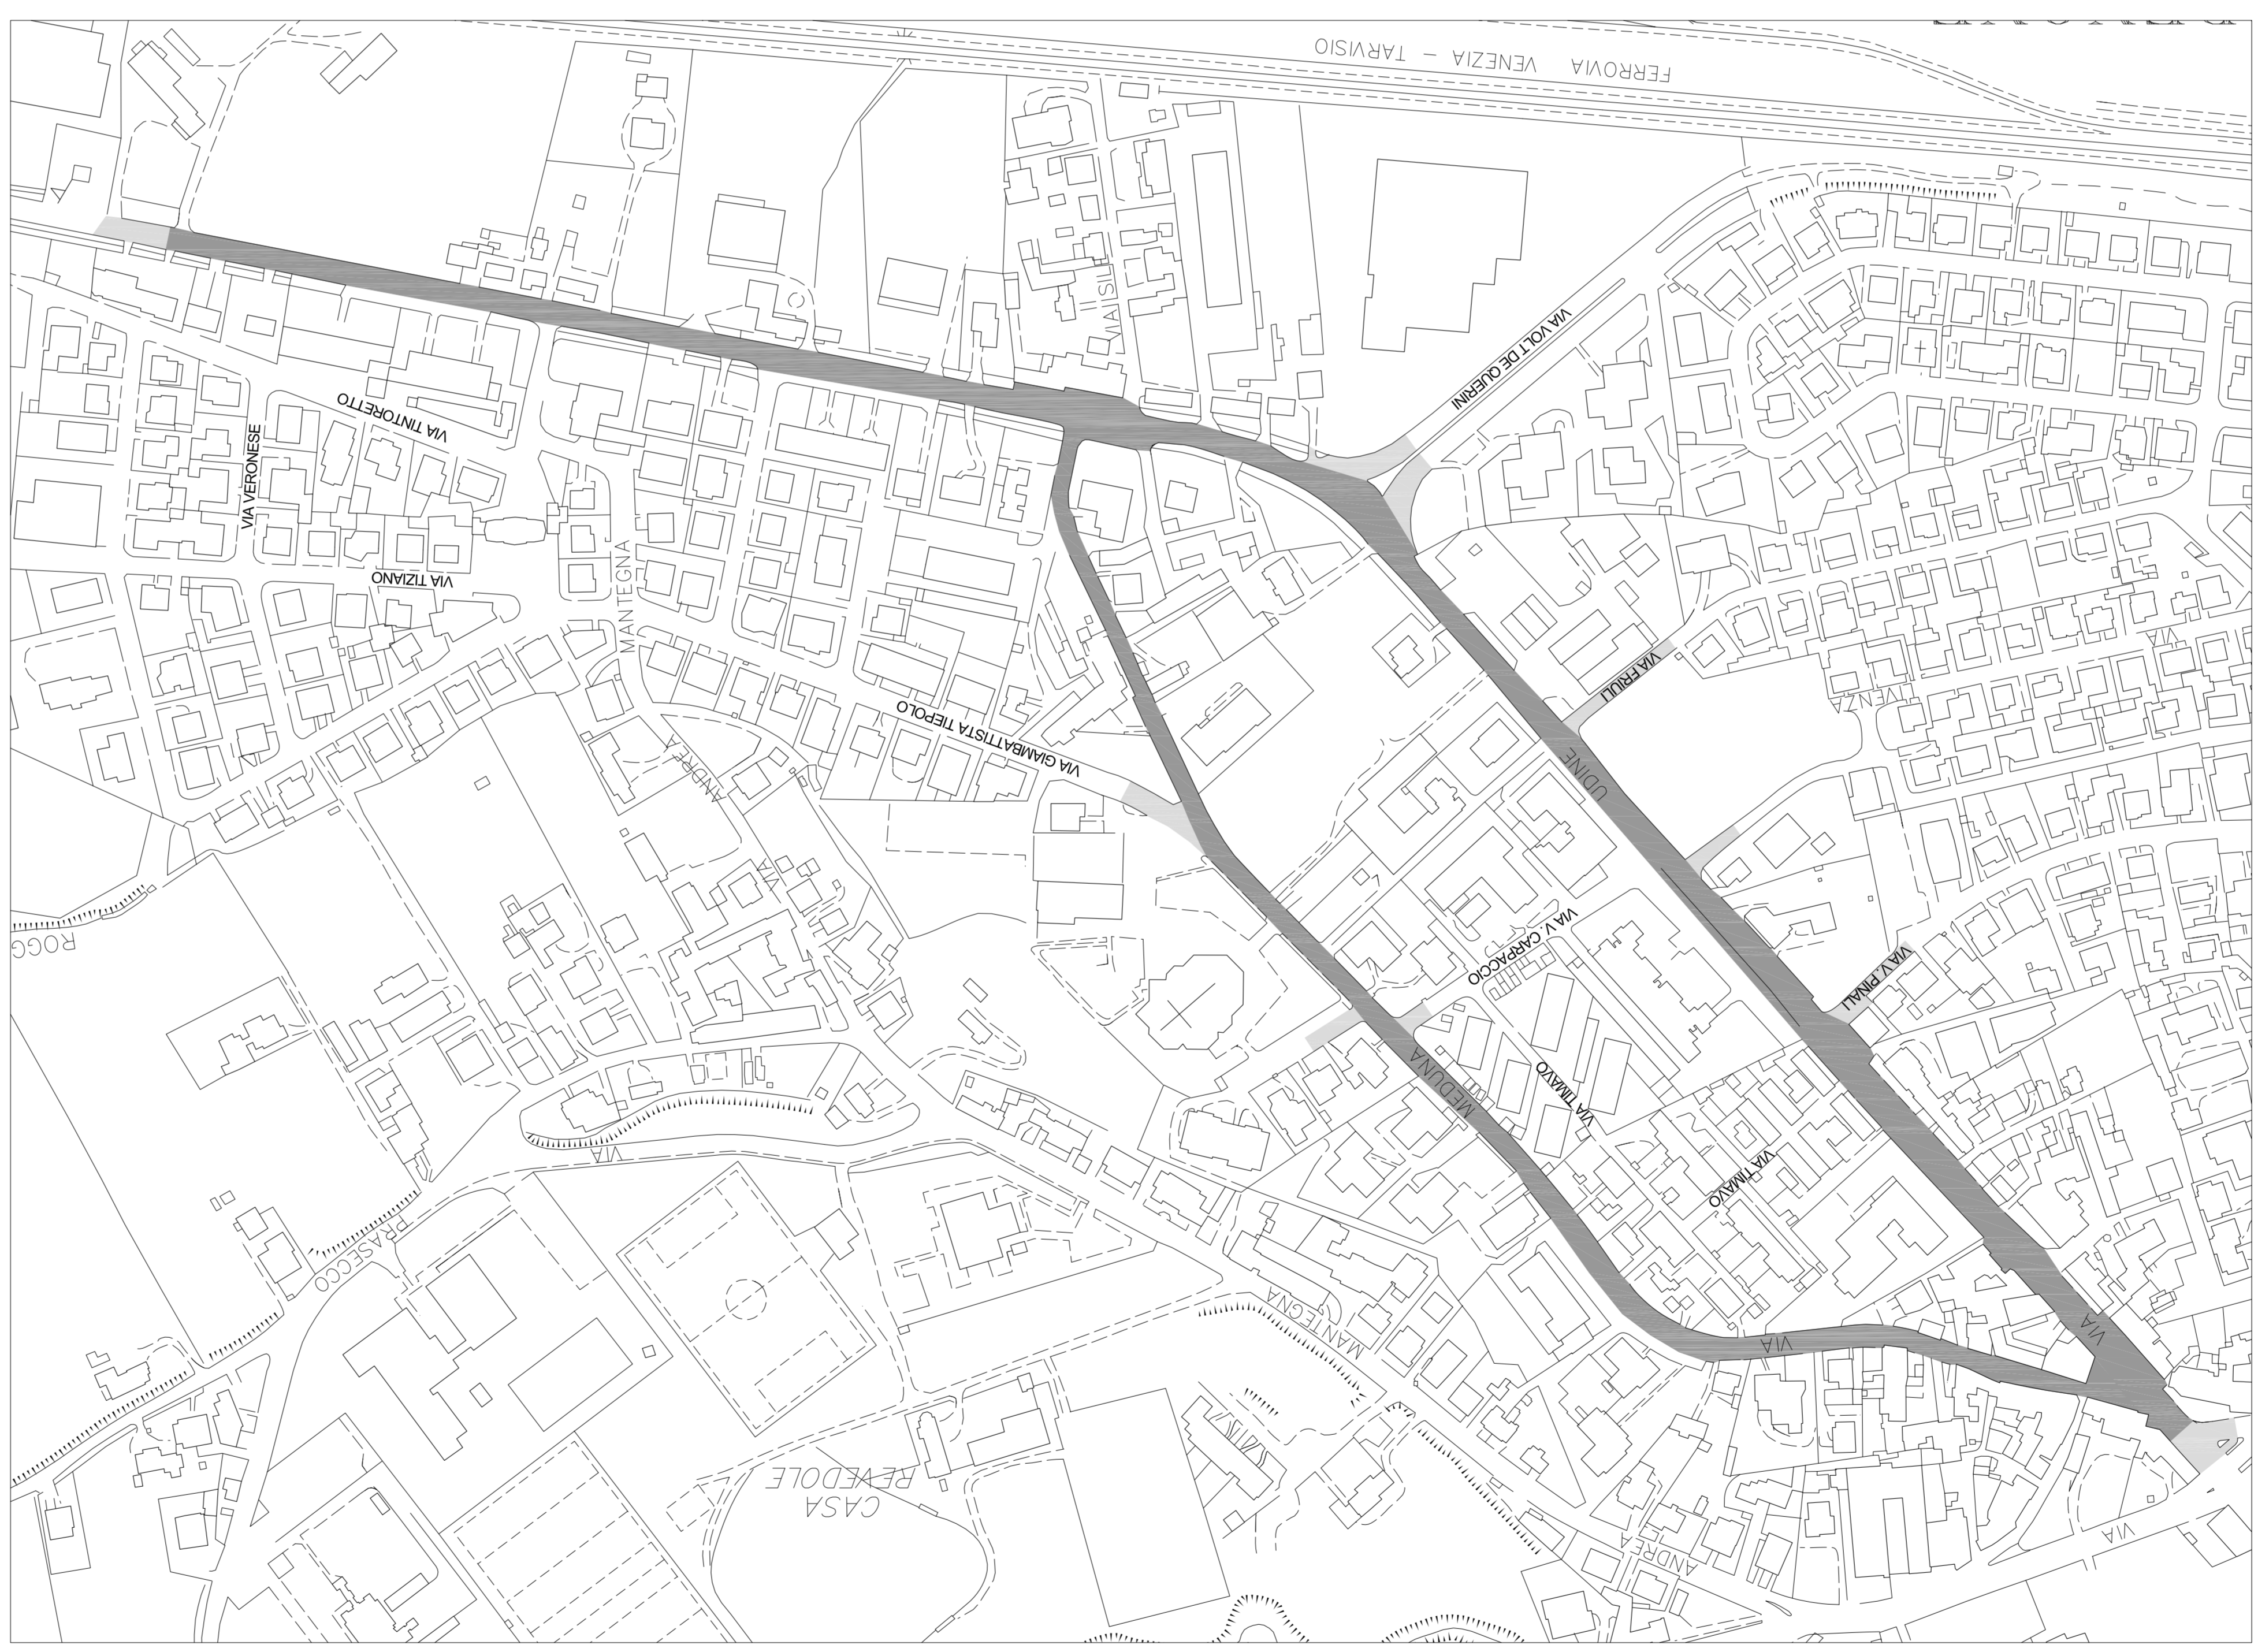 FERROVIA VENEZIA - TARVISIO
VIA SILE
VIA VOLT DE QUERINI
VIA TINTORETTO
VIA VERONESE
VIA TIZIANO
MANTEGNA
VIA FRIULI
VIA
VENZA
VIA GIAMBATTISTA TIEPOLO
ANDREA
UDINE
VIA
VIA V. CARPACCIO
VIA V. PINALI
ROGG
MEDUNA
VIA TIMAVO
VIA
VIA TIMAVO
PRASECCO
MANTEGNA
VIA
VIA
CASA
REVEDOLE
ANDREA
VIA